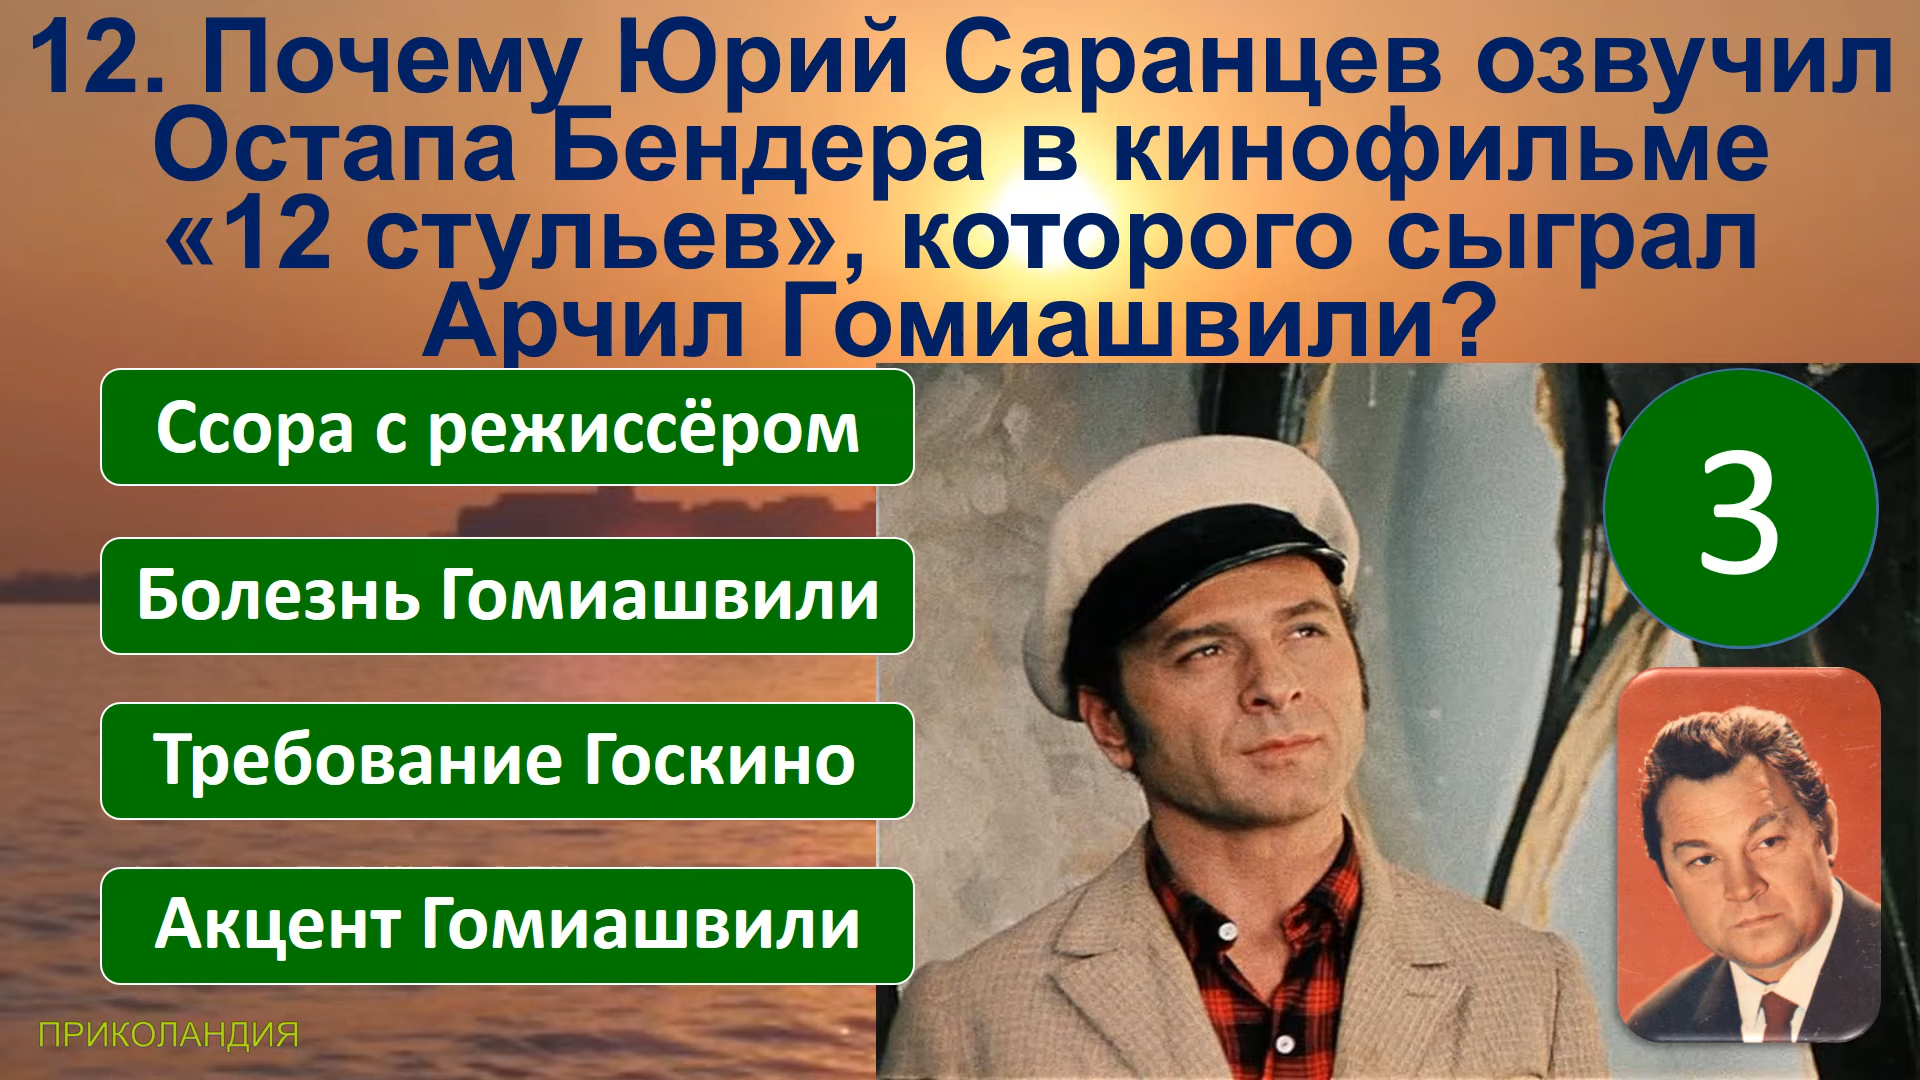 12. Почему Юрий Саранцев озвучил
Остапа Бендера в кинофильме
«12 стульев», которого сыграл
Арчил Гомиашвили?
Ссора с режиссёром
Болезнь Гомиашвили
Требование Госкино
Акцент Гомиашвили
3
ПРИКОЛАНДИЯ